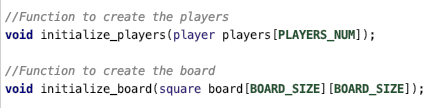 //Function to create the players
void initialize_players(player players[PLAYERS_NUM]);
//Function to create the board
void initialize_board(square board[BOARD_SIZE][BOARD_SIZE]);